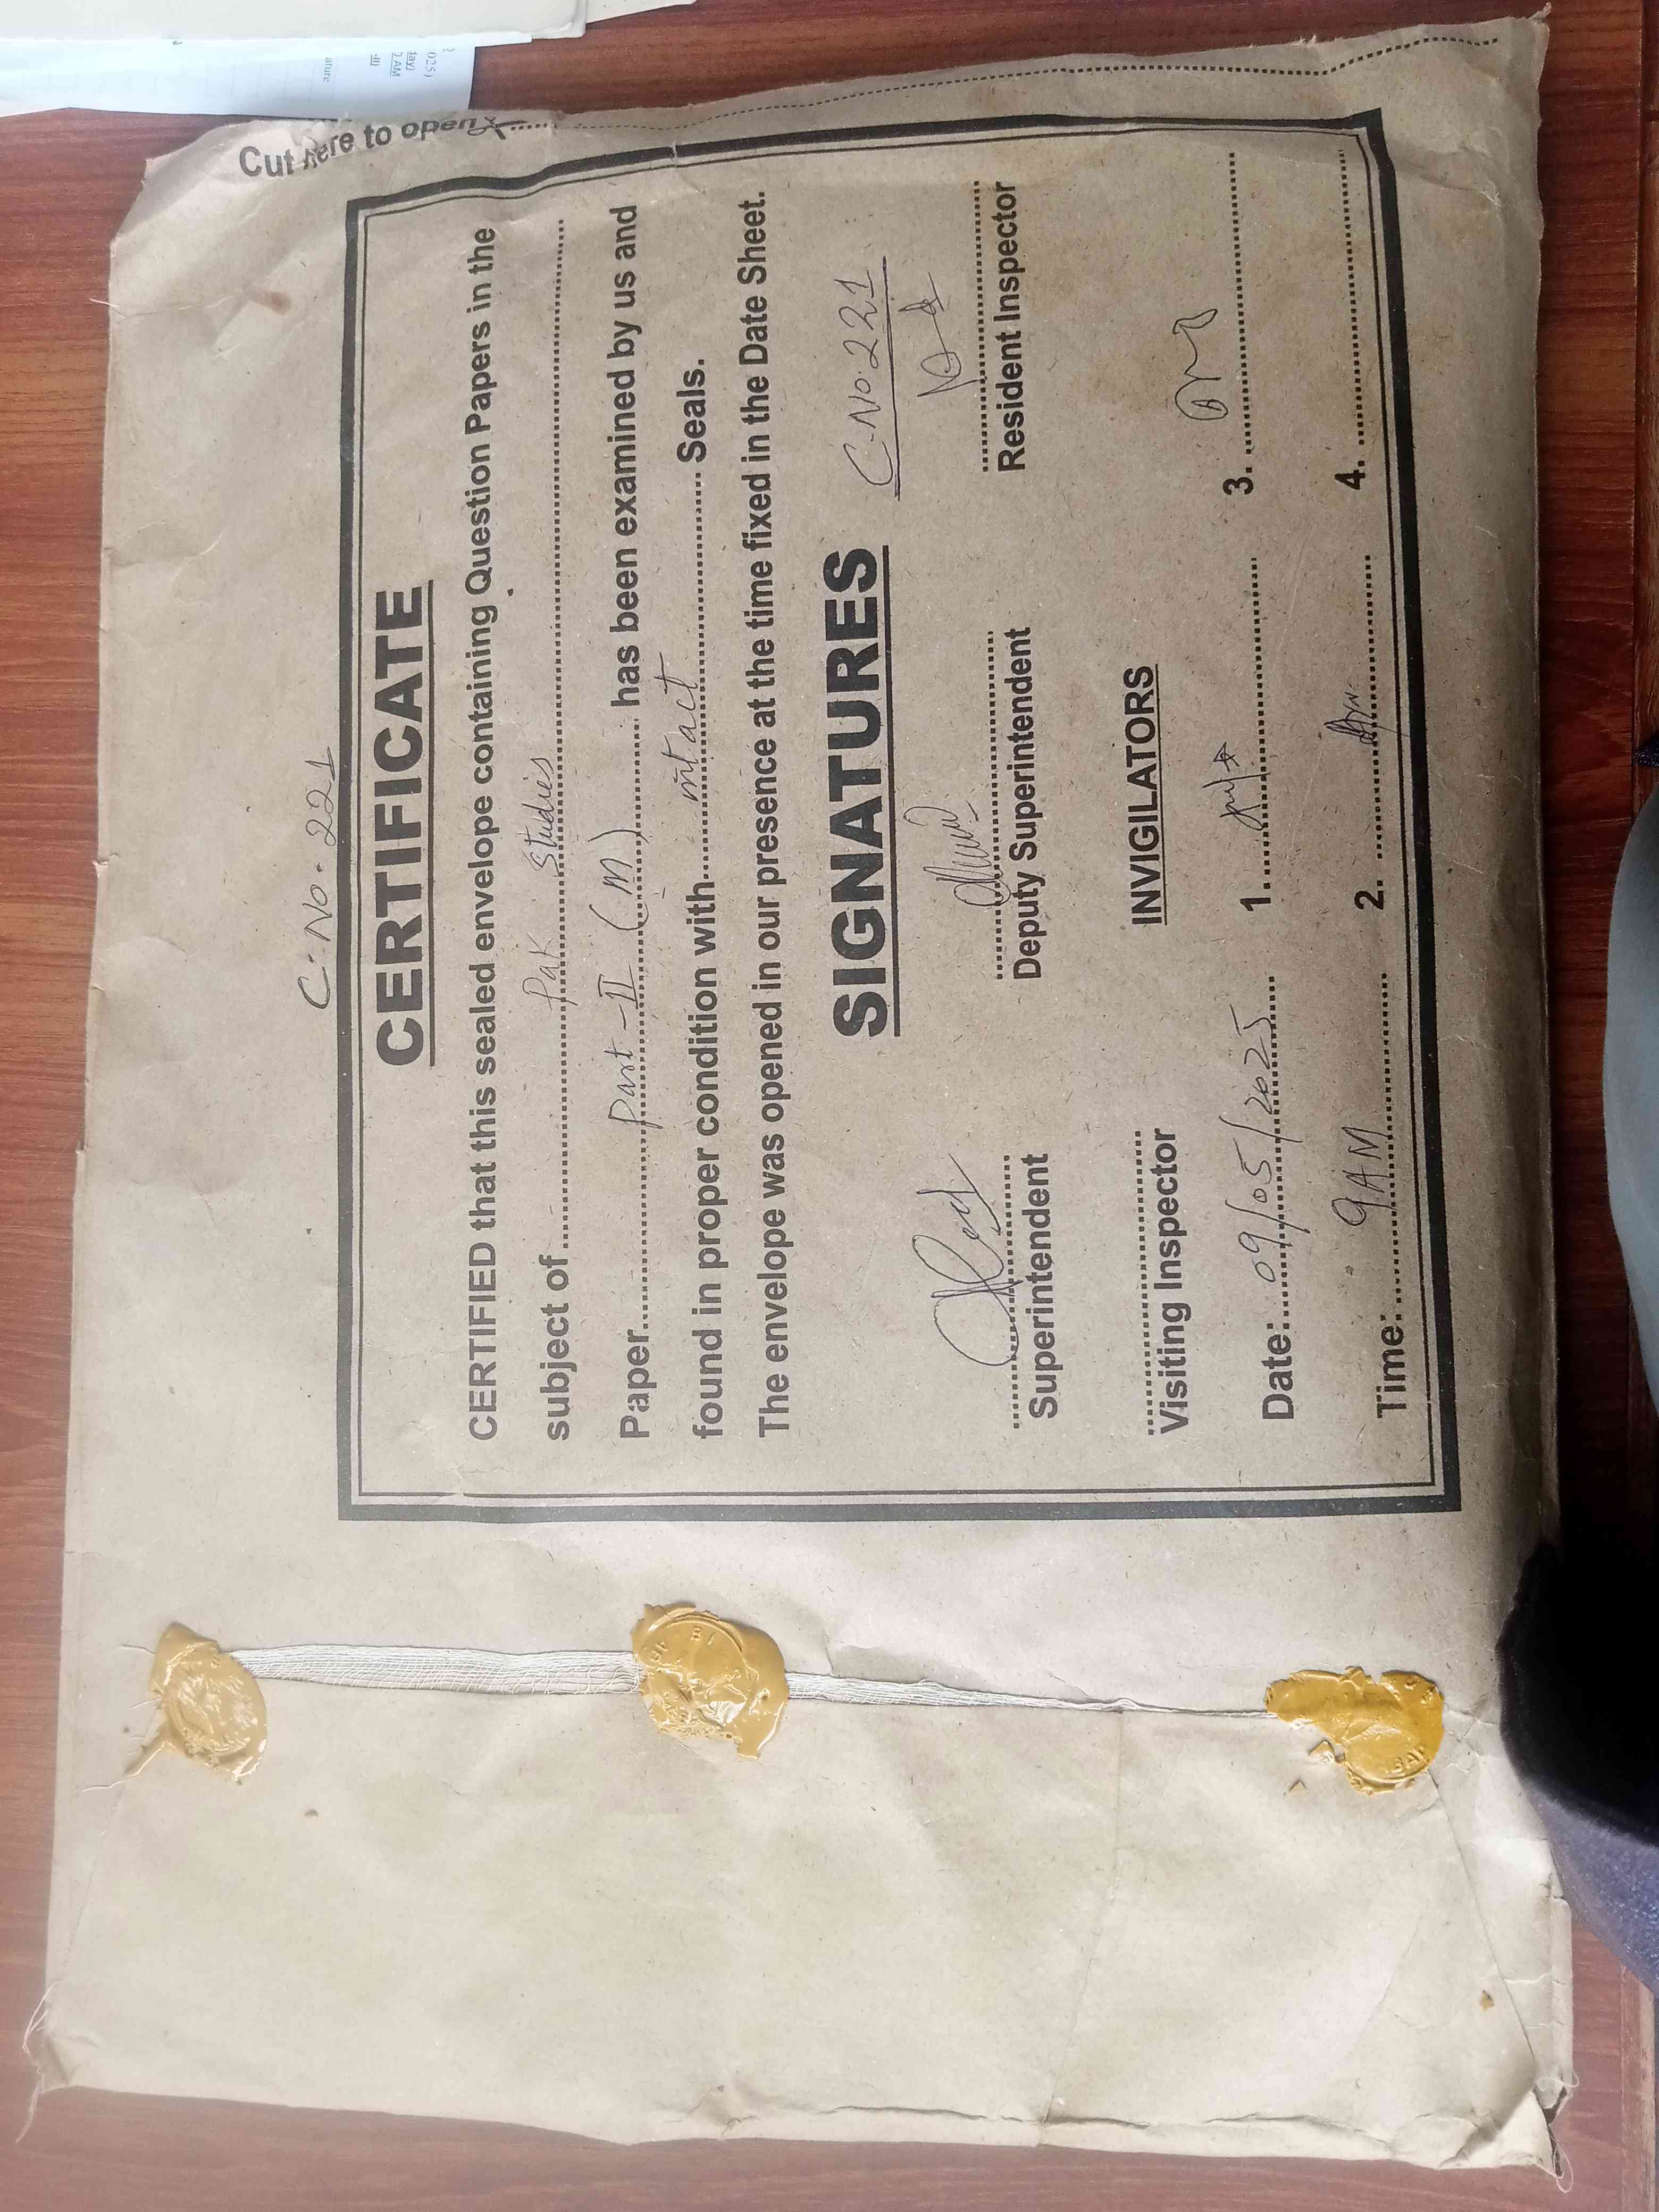 Cut here to open
C. No. 221
CERTIFICATE
CERTIFIED that this sealed envelope containing Question Papers in the
subject of Pak Studies
Paper Part-II (M) has been examined by us and
found in proper condition with intact Seals.
The envelope was opened in our presence at the time fixed in the Date Sheet.
SIGNATURES C.No.221
Superintendent Deputy Superintendent Resident Inspector
Visiting Inspector INVIGILATORS
Date: 09/05/2025 1. 3.
Time: 9AM 2. 4.